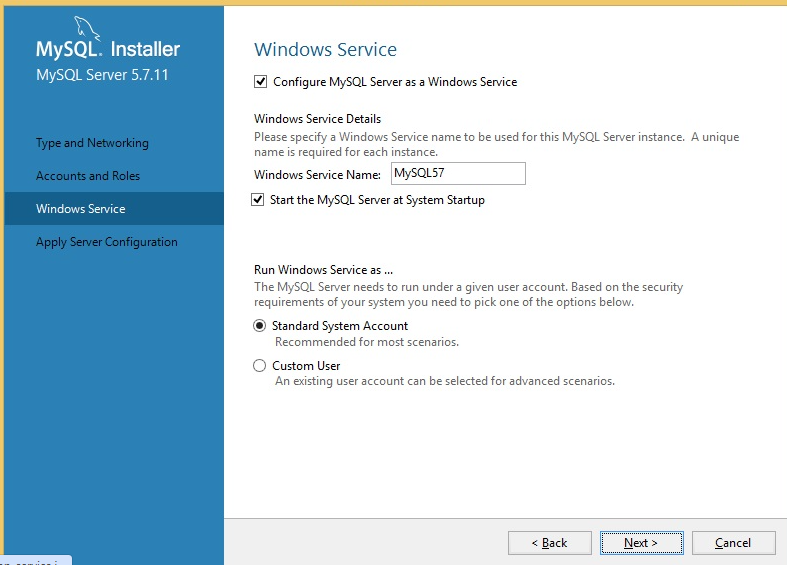 MySQL. Installer
MySQL Server 5.7.11
Type and Networking
Accounts and Roles
Windows Service
Apply Server Configuration
Windows Service
Configure MySQL Server as a Windows Service
Windows Service Details
Please specify a Windows Service name to be used for this MySQL Server instance. A unique
name is required for each instance.
Windows Service Name: MySQL57
Start the MySQL Server at System Startup
Run Windows Service as ...
The MySQL Server needs to run under a given user account. Based on the security
requirements of your system you need to pick one of the options below.
Standard System Account
Recommended for most scenarios.
Custom User
An existing user account can be selected for advanced scenarios.
< Back Next > Cancel